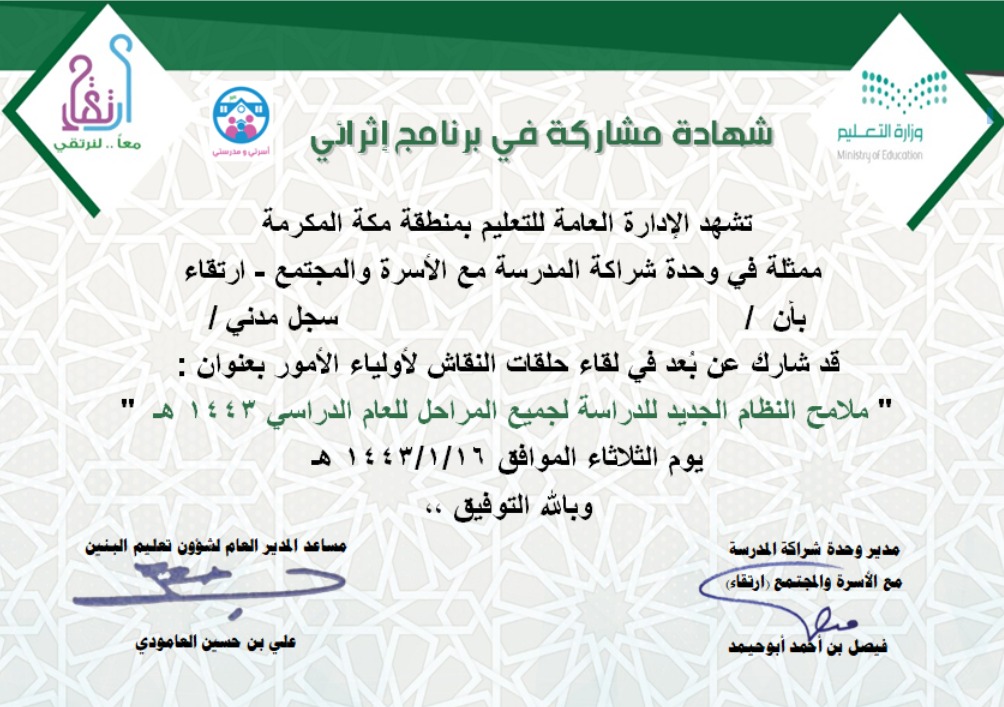 ارتقاء
معاً .. لنرتقي
أسرتي و مدرستي
وزارة التعليم
Ministry of Education
شهادة مشاركة في برنامج إثرائي
تشهد الإدارة العامة للتعليم بمنطقة مكة المكرمة
ممثلة في وحدة شراكة المدرسة مع الأسرة والمجتمع - ارتقاء
بأن / سجل مدني /
قد شارك عن بُعد في لقاء حلقات النقاش لأولياء الأمور بعنوان :
" ملامح النظام الجديد للدراسة لجميع المراحل للعام الدراسي ١٤٤٣ هـ "
يوم الثلاثاء الموافق ١٤٤٣/١/١٦ هـ
وبالله التوفيق ،،
مدير وحدة شراكة المدرسة
مع الأسرة والمجتمع (ارتقاء)
فيصل بن أحمد أبوحيمد
مساعد المدير العام لشؤون تعليم البنين
علي بن حسين العامودي